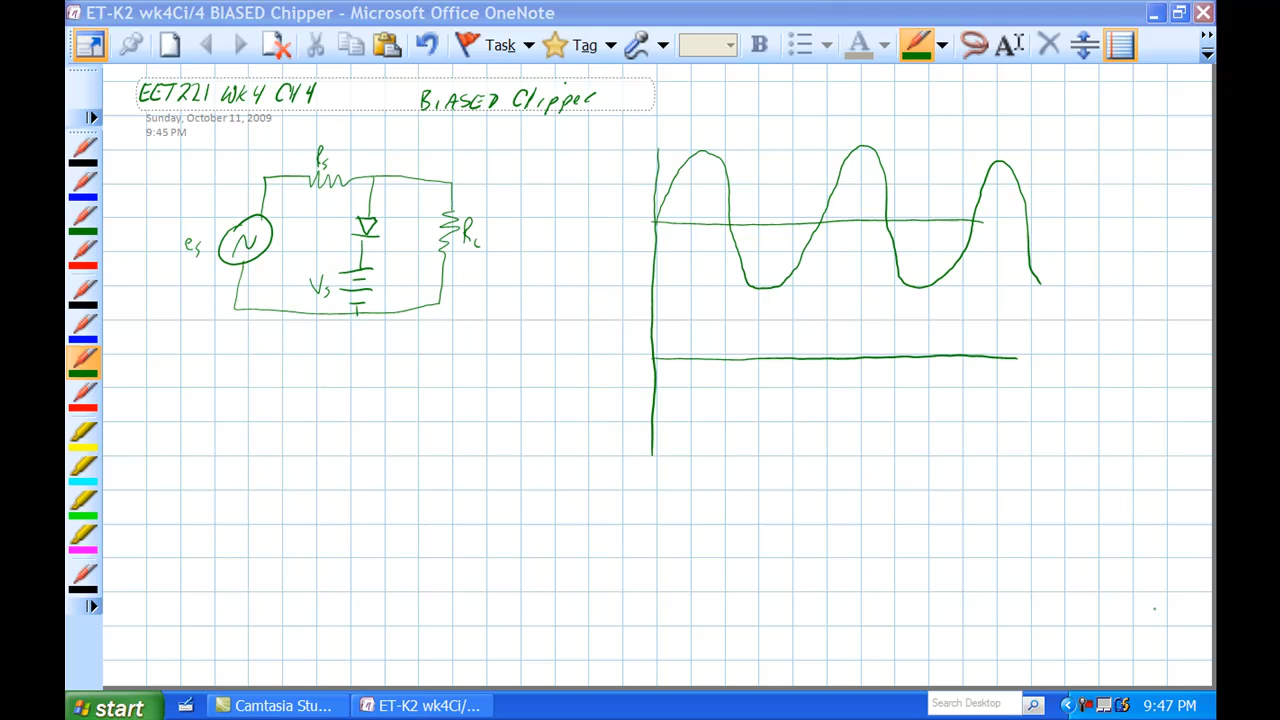 ET-K2 wk4Ci/4 BIASED Chipper - Microsoft Office OneNote
Task
Tag
B
A
EET221 Wk 4 CH 4
BIASED Clipper
Sunday, October 11, 2009
9:45 PM
Rs
es
RL
Vs
start
Camtasia Stu...
ET-K2 wk4Ci/...
Search Desktop
9:47 PM